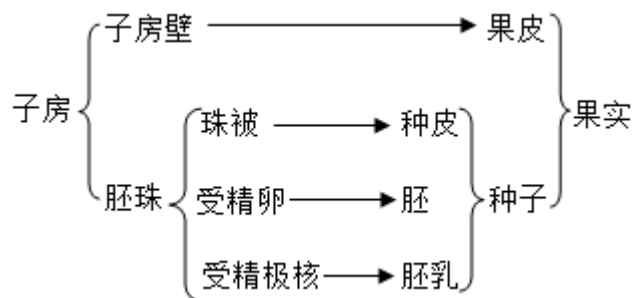 子房壁 果皮
子房 果实
珠被 种皮
胚珠 受精卵 胚 种子
受精极核 胚乳